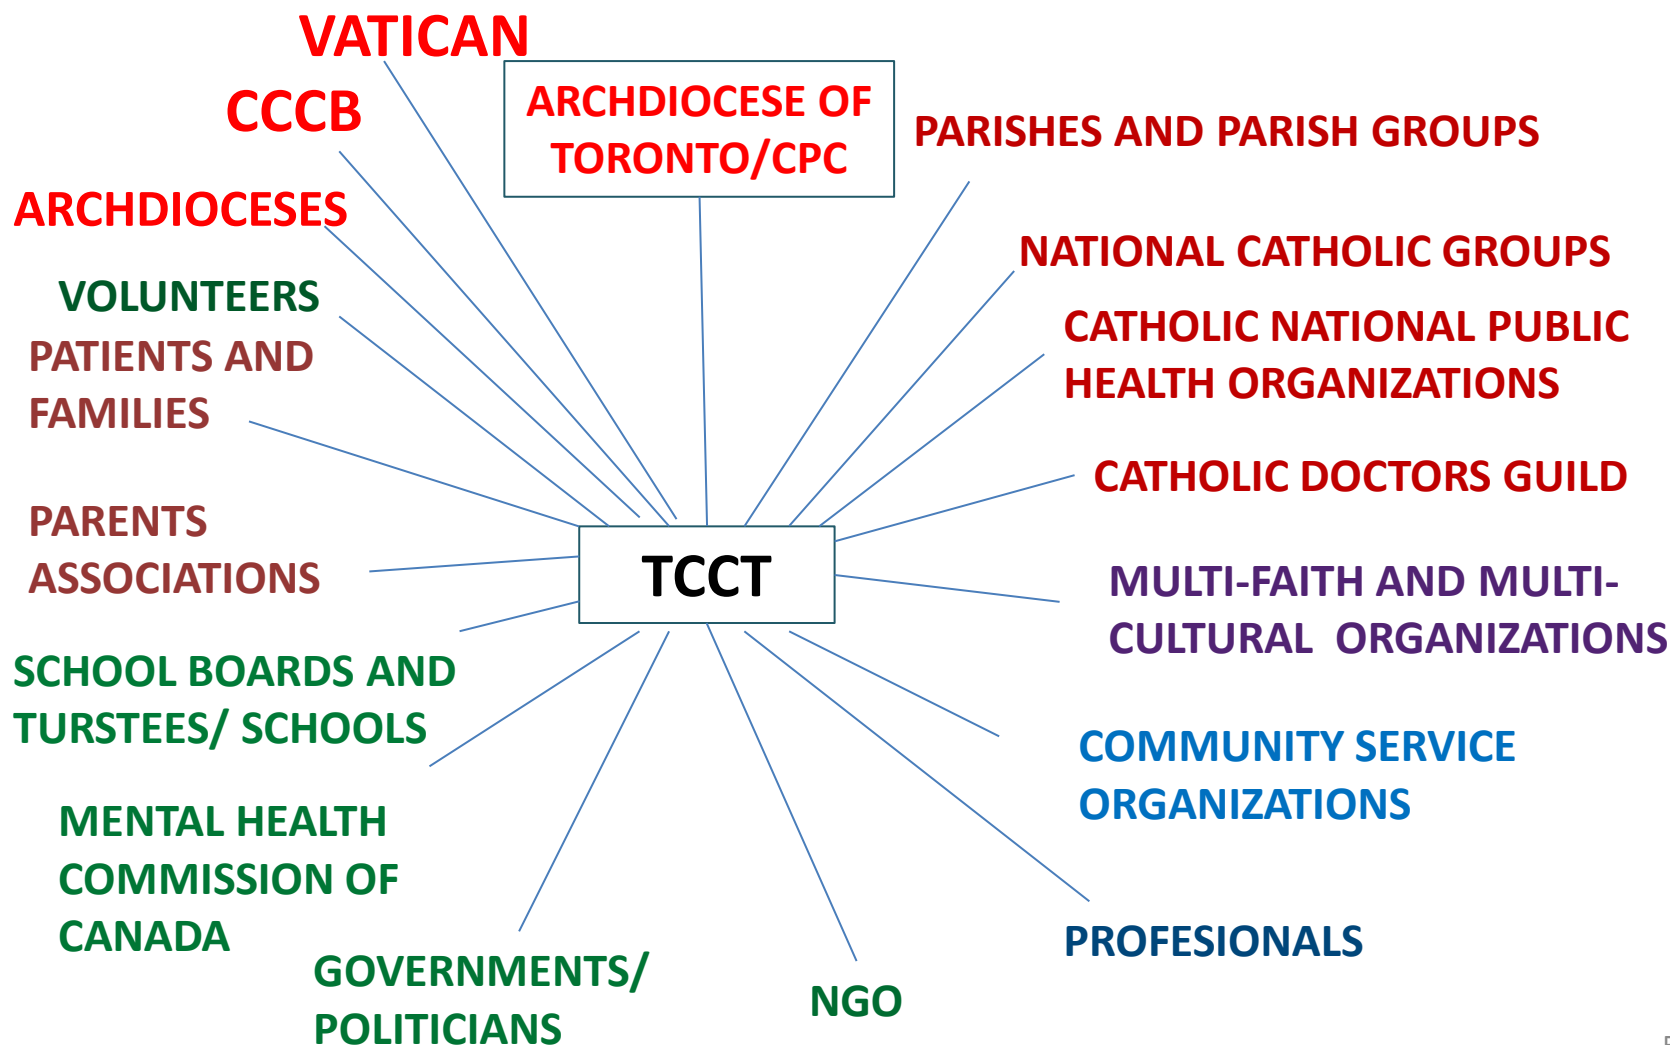 VATICAN
CCCB
ARCHDIOCESE OF
TORONTO/CPC
PARISHES AND PARISH GROUPS
ARCHDIOCESES
NATIONAL CATHOLIC GROUPS
VOLUNTEERS
PATIENTS AND
FAMILIES
CATHOLIC NATIONAL PUBLIC
HEALTH ORGANIZATIONS
CATHOLIC DOCTORS GUILD
PARENTS
ASSOCIATIONS
TCCT
MULTI-FAITH AND MULTI-
CULTURAL  ORGANIZATIONS
SCHOOL BOARDS AND
TURSTEES/ SCHOOLS
COMMUNITY SERVICE
ORGANIZATIONS
MENTAL HEALTH
COMMISSION OF
CANADA
PROFESIONALS
GOVERNMENTS/
POLITICIANS
NGO